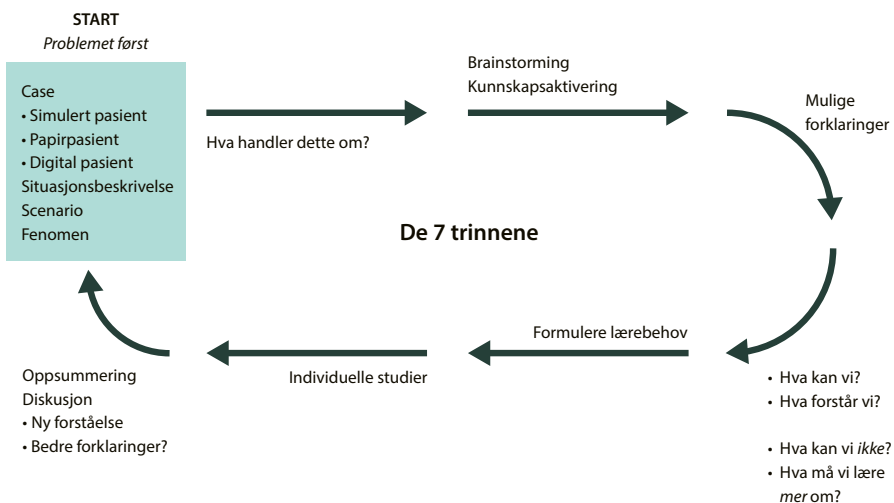 START
Problemet først
Case
• Simulert pasient
• Papirpasient
• Digital pasient
Situasjonsbeskrivelse
Scenario
Fenomen
Hva handler dette om?
Brainstorming
Kunnskapsaktivering
Mulige
forklaringer
De 7 trinnene
• Hva kan vi?
• Hva forstår vi?
• Hva kan vi ikke?
• Hva må vi lære
mer om?
Formulere lærebehov
Individuelle studier
Oppsummering
Diskusjon
• Ny forståelse
• Bedre forklaringer?